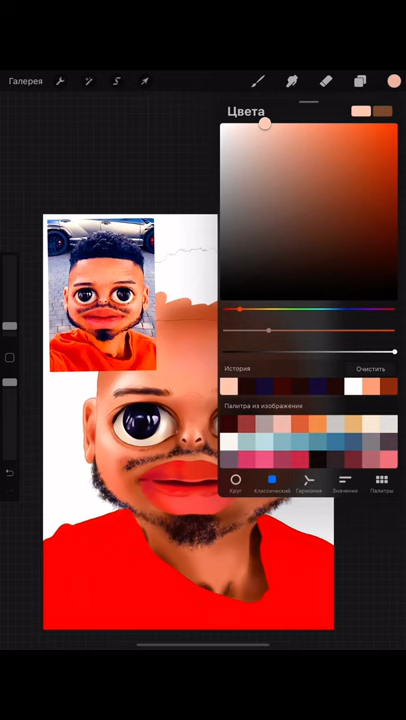 Галерея
Цвета
История
Очистить
Палитра из изображения
Круг
Классический
Гармония
Значение
Палитры